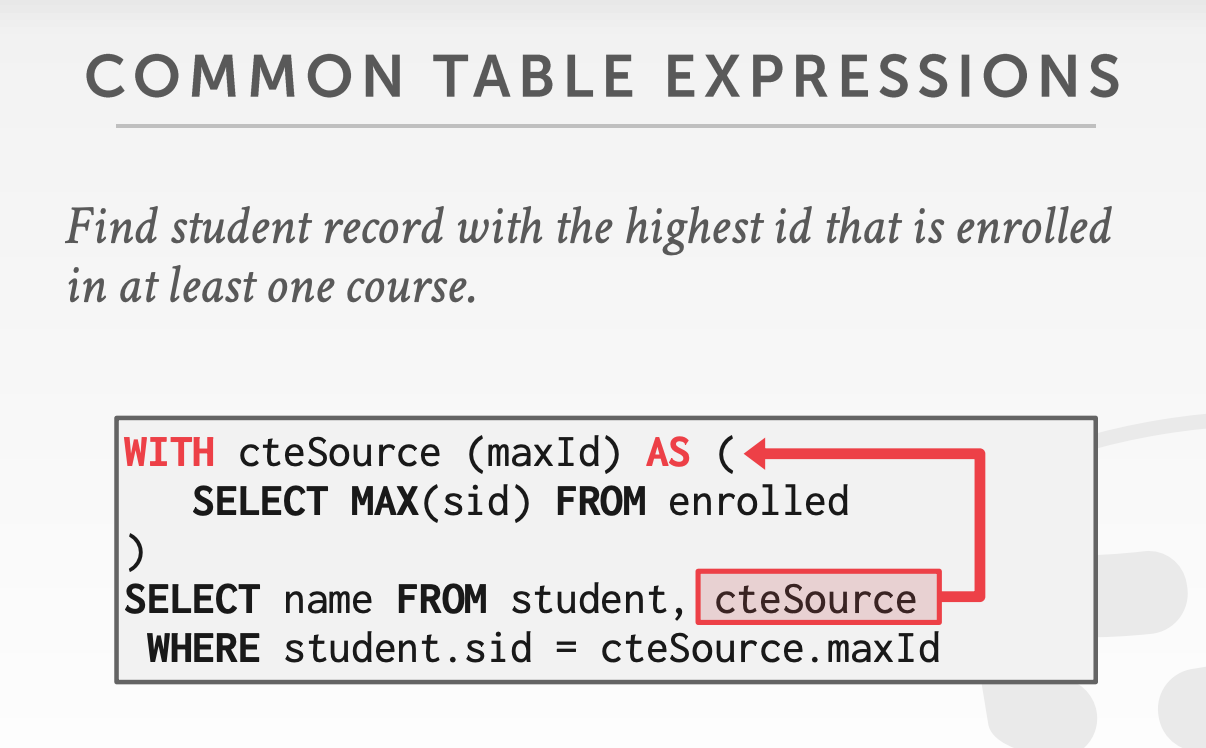 COMMON TABLE EXPRESSIONS
Find student record with the highest id that is enrolled
in at least one course.
WITH cteSource (maxId) AS (
SELECT MAX(sid) FROM enrolled
)
SELECT name FROM student, cteSource
WHERE student.sid = cteSource.maxId